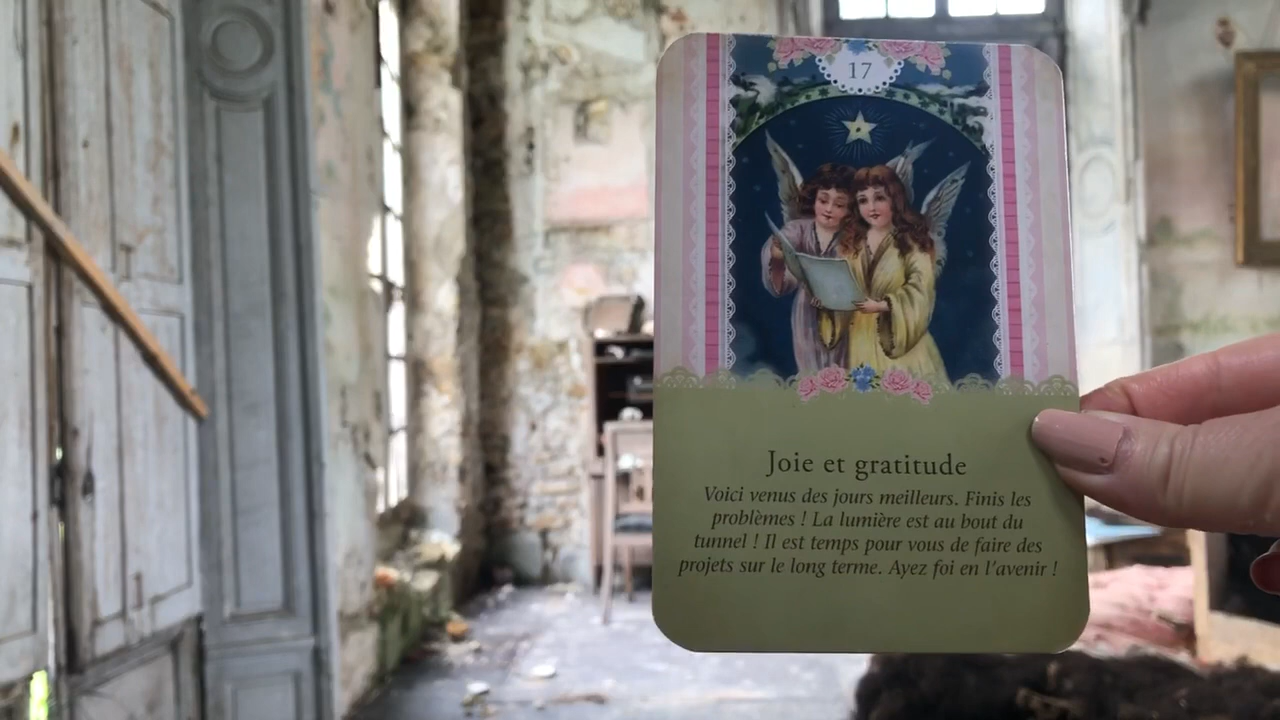 17
Joie et gratitude
Voici venus des jours meilleurs. Finis les
problèmes ! La lumière est au bout du
tunnel ! Il est temps pour vous de faire des
projets sur le long terme. Ayez foi en l'avenir !